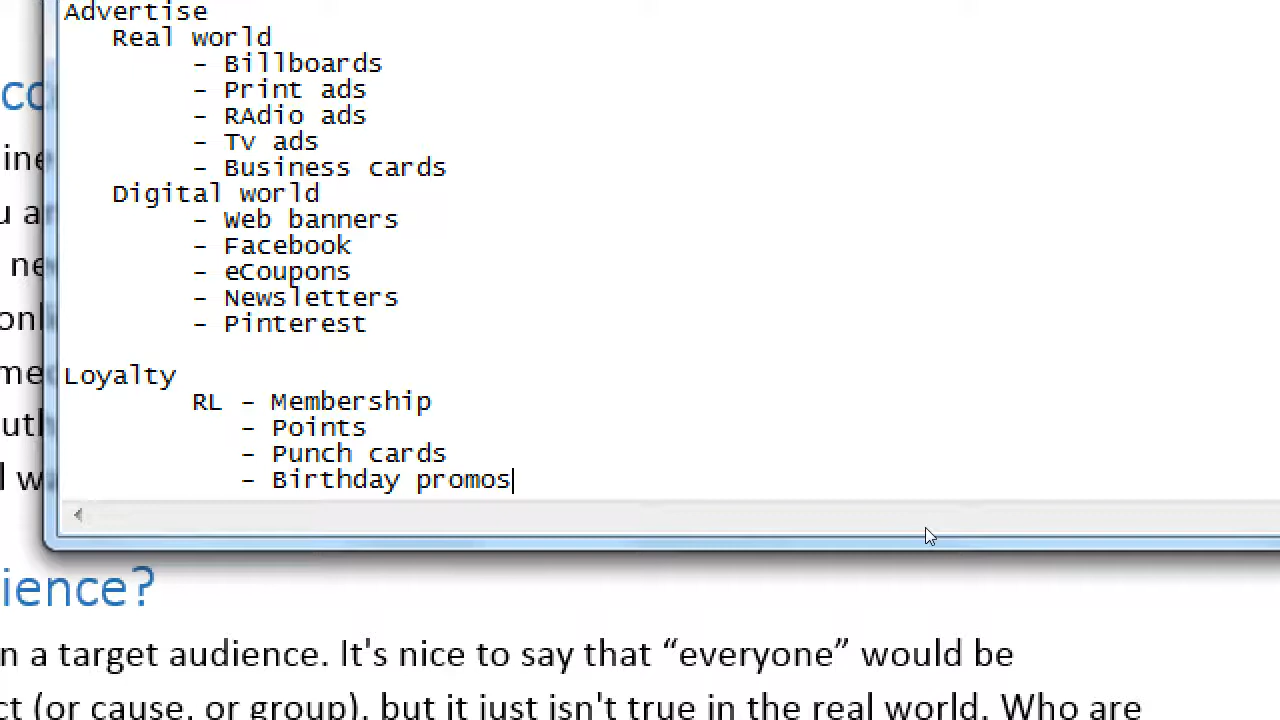 Advertise
Real world
- Billboards
- Print ads
- RAdio ads
- Tv ads
- Business cards
Digital world
- Web banners
- Facebook
- eCoupons
- Newsletters
- Pinterest
Loyalty
RL - Membership
- Points
- Punch cards
- Birthday promos
ience?
n a target audience. It's nice to say that “everyone” would be
ct (or cause, or group), but it just isn't true in the real world. Who are